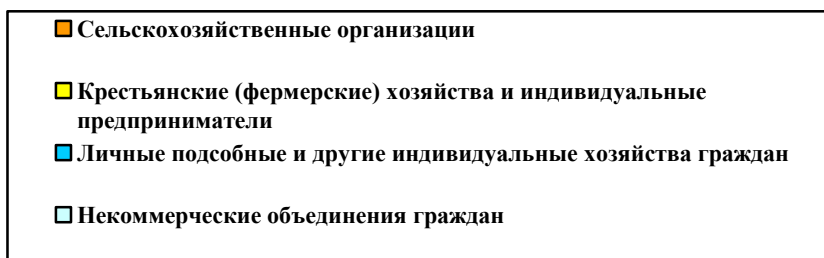 Сельскохозяйственные организации
Крестьянские (фермерские) хозяйства и индивидуальные
предприниматели
Личные подсобные и другие индивидуальные хозяйства граждан
Некоммерческие объединения граждан